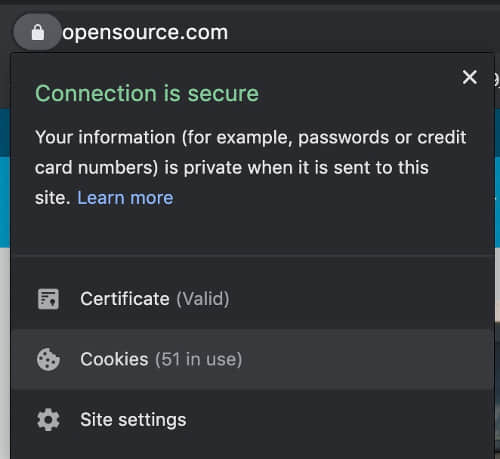 opensource.com
Connection is secure
Your information (for example, passwords or credit
card numbers) is private when it is sent to this
site. Learn more
Certificate (Valid)
Cookies (51 in use)
Site settings